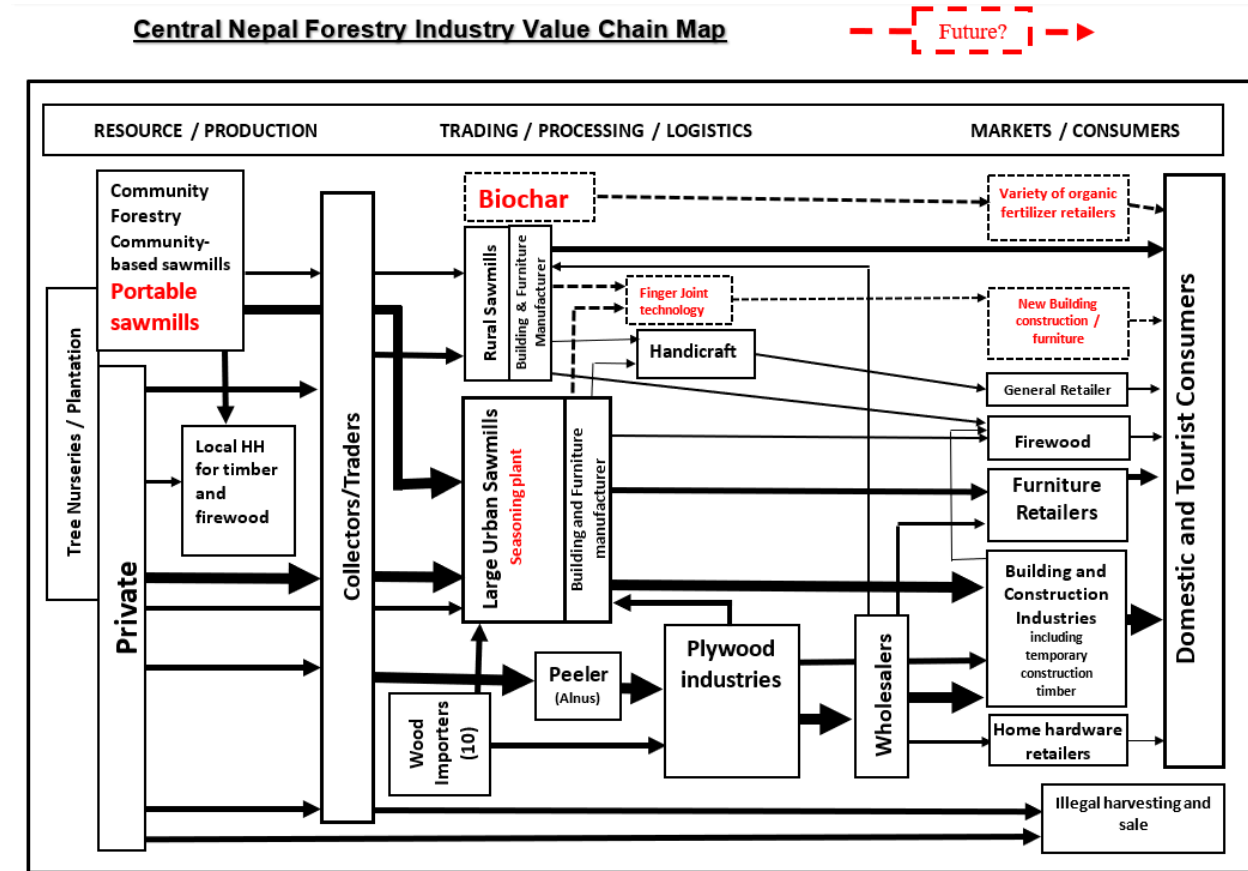 Central Nepal Forestry Industry Value Chain Map
Future?
RESOURCE / PRODUCTION
TRADING / PROCESSING / LOGISTICS
MARKETS / CONSUMERS
Community
Forestry
Community-
based sawmills
Portable
sawmills
Tree Nurseries / Plantation
Private
Local HH
for timber
and
firewood
Collectors/Traders
Biochar
Rural Sawmills
Building & Furniture
Manufacturer
Finger Joint
technology
Handicraft
Large Urban Sawmills
Seasoning plant
Building and Furniture
manufacturer
Wood
Importers
(10)
Peeler
(Alnus)
Plywood
industries
Wholesalers
Variety of organic
fertilizer retailers
New Building
construction /
furniture
General Retailer
Firewood
Furniture
Retailers
Building and
Construction
Industries
including
temporary
construction
timber
Home hardware
retailers
Domestic and Tourist Consumers
Illegal harvesting and
sale